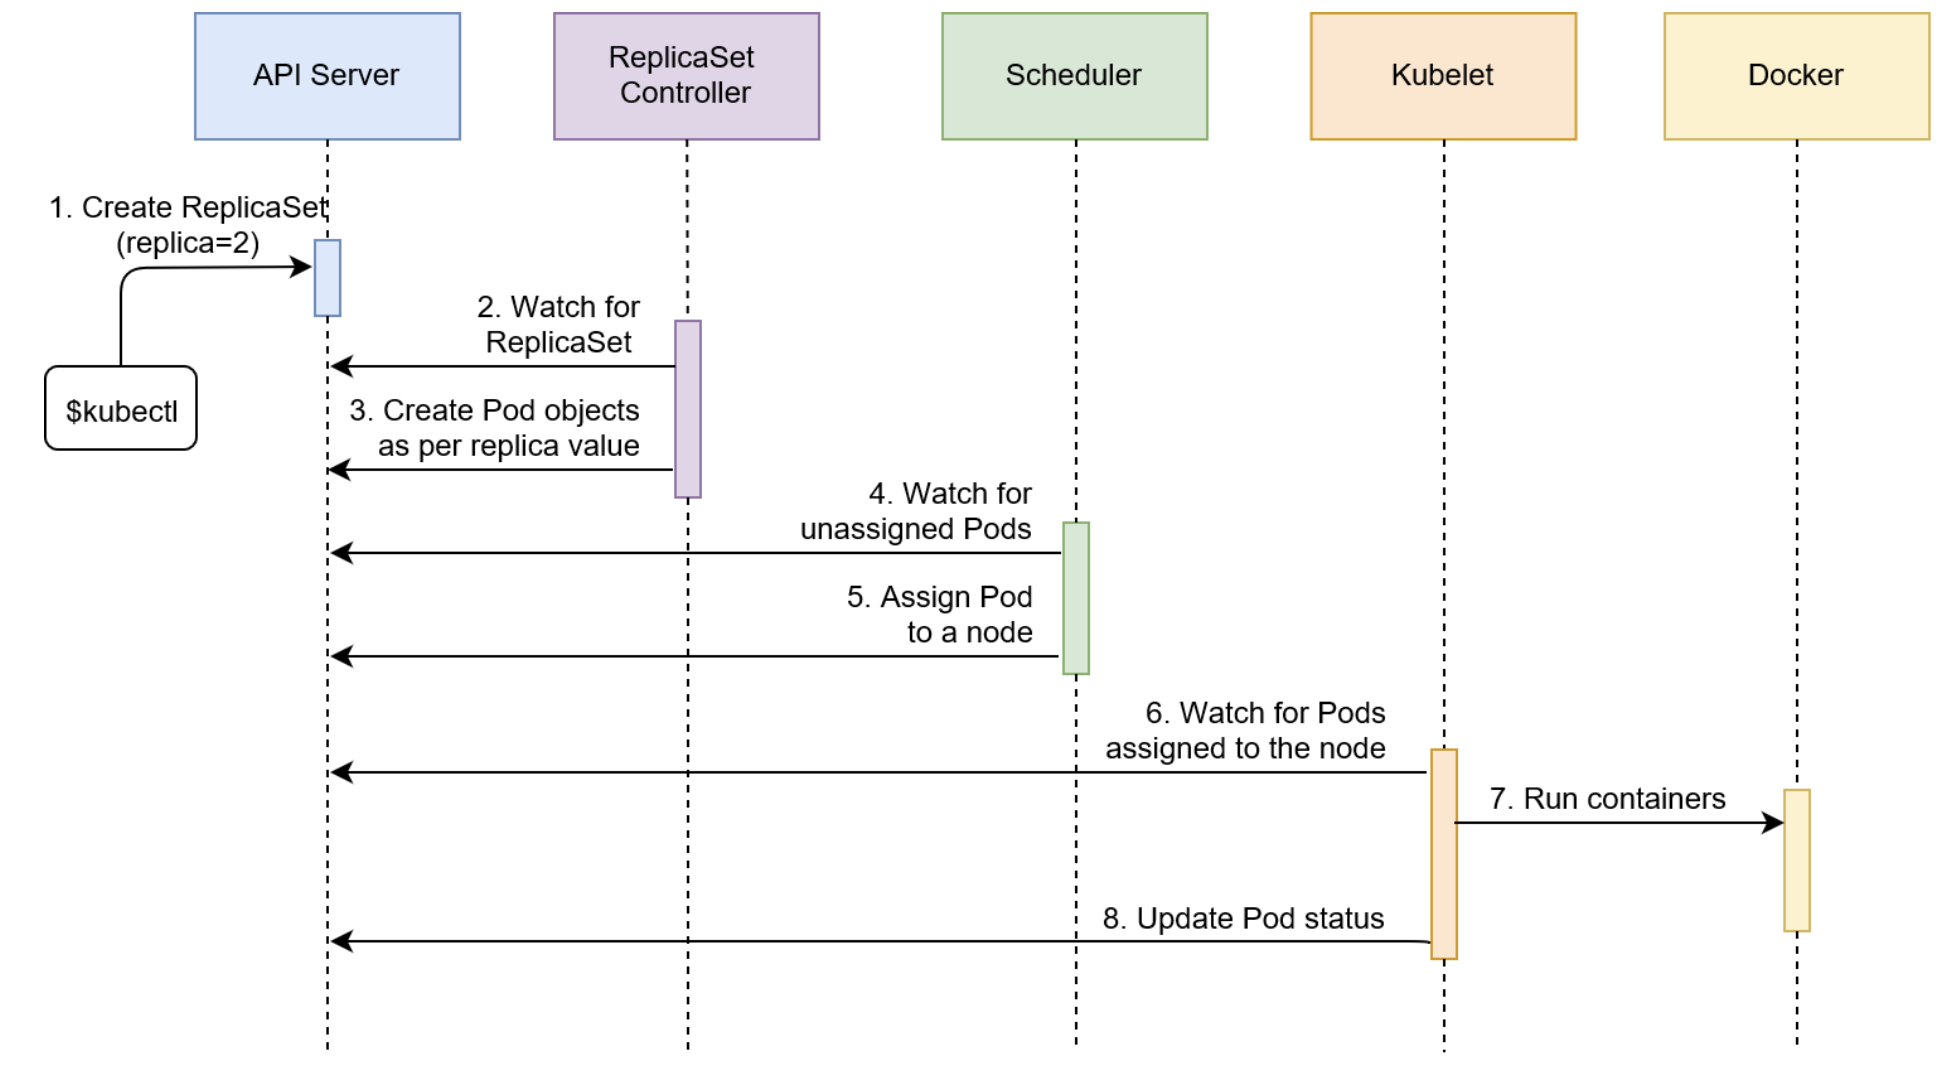 API Server
ReplicaSet
Controller
Scheduler
Kubelet
Docker
1. Create ReplicaSet
(replica=2)
$kubectl
2. Watch for
ReplicaSet
3. Create Pod objects
as per replica value
4. Watch for
unassigned Pods
5. Assign Pod
to a node
6. Watch for Pods
assigned to the node
7. Run containers
8. Update Pod status